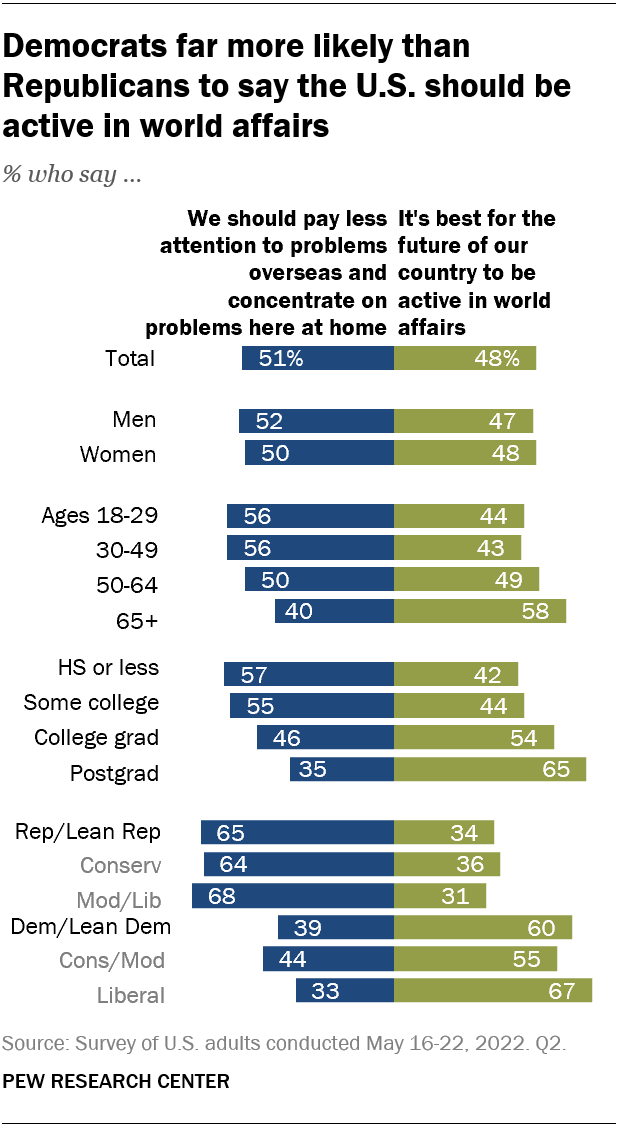 Democrats far more likely than
Republicans to say the U.S. should be
active in world affairs
% who say ...
We should pay less
attention to problems
overseas and
concentrate on
problems here at home
It's best for the
future of our
country to be
active in world
affairs
Total 51% 48%
Men 52 47
Women 50 48
Ages 18-29 56 44
30-49 56 43
50-64 50 49
65+ 40 58
HS or less 57 42
Some college 55 44
College grad 46 54
Postgrad 35 65
Rep/Lean Rep 65 34
Conserv 64 36
Mod/Lib 68 31
Dem/Lean Dem 39 60
Cons/Mod 44 55
Liberal 33 67
Source: Survey of U.S. adults conducted May 16-22, 2022. Q2.
PEW RESEARCH CENTER